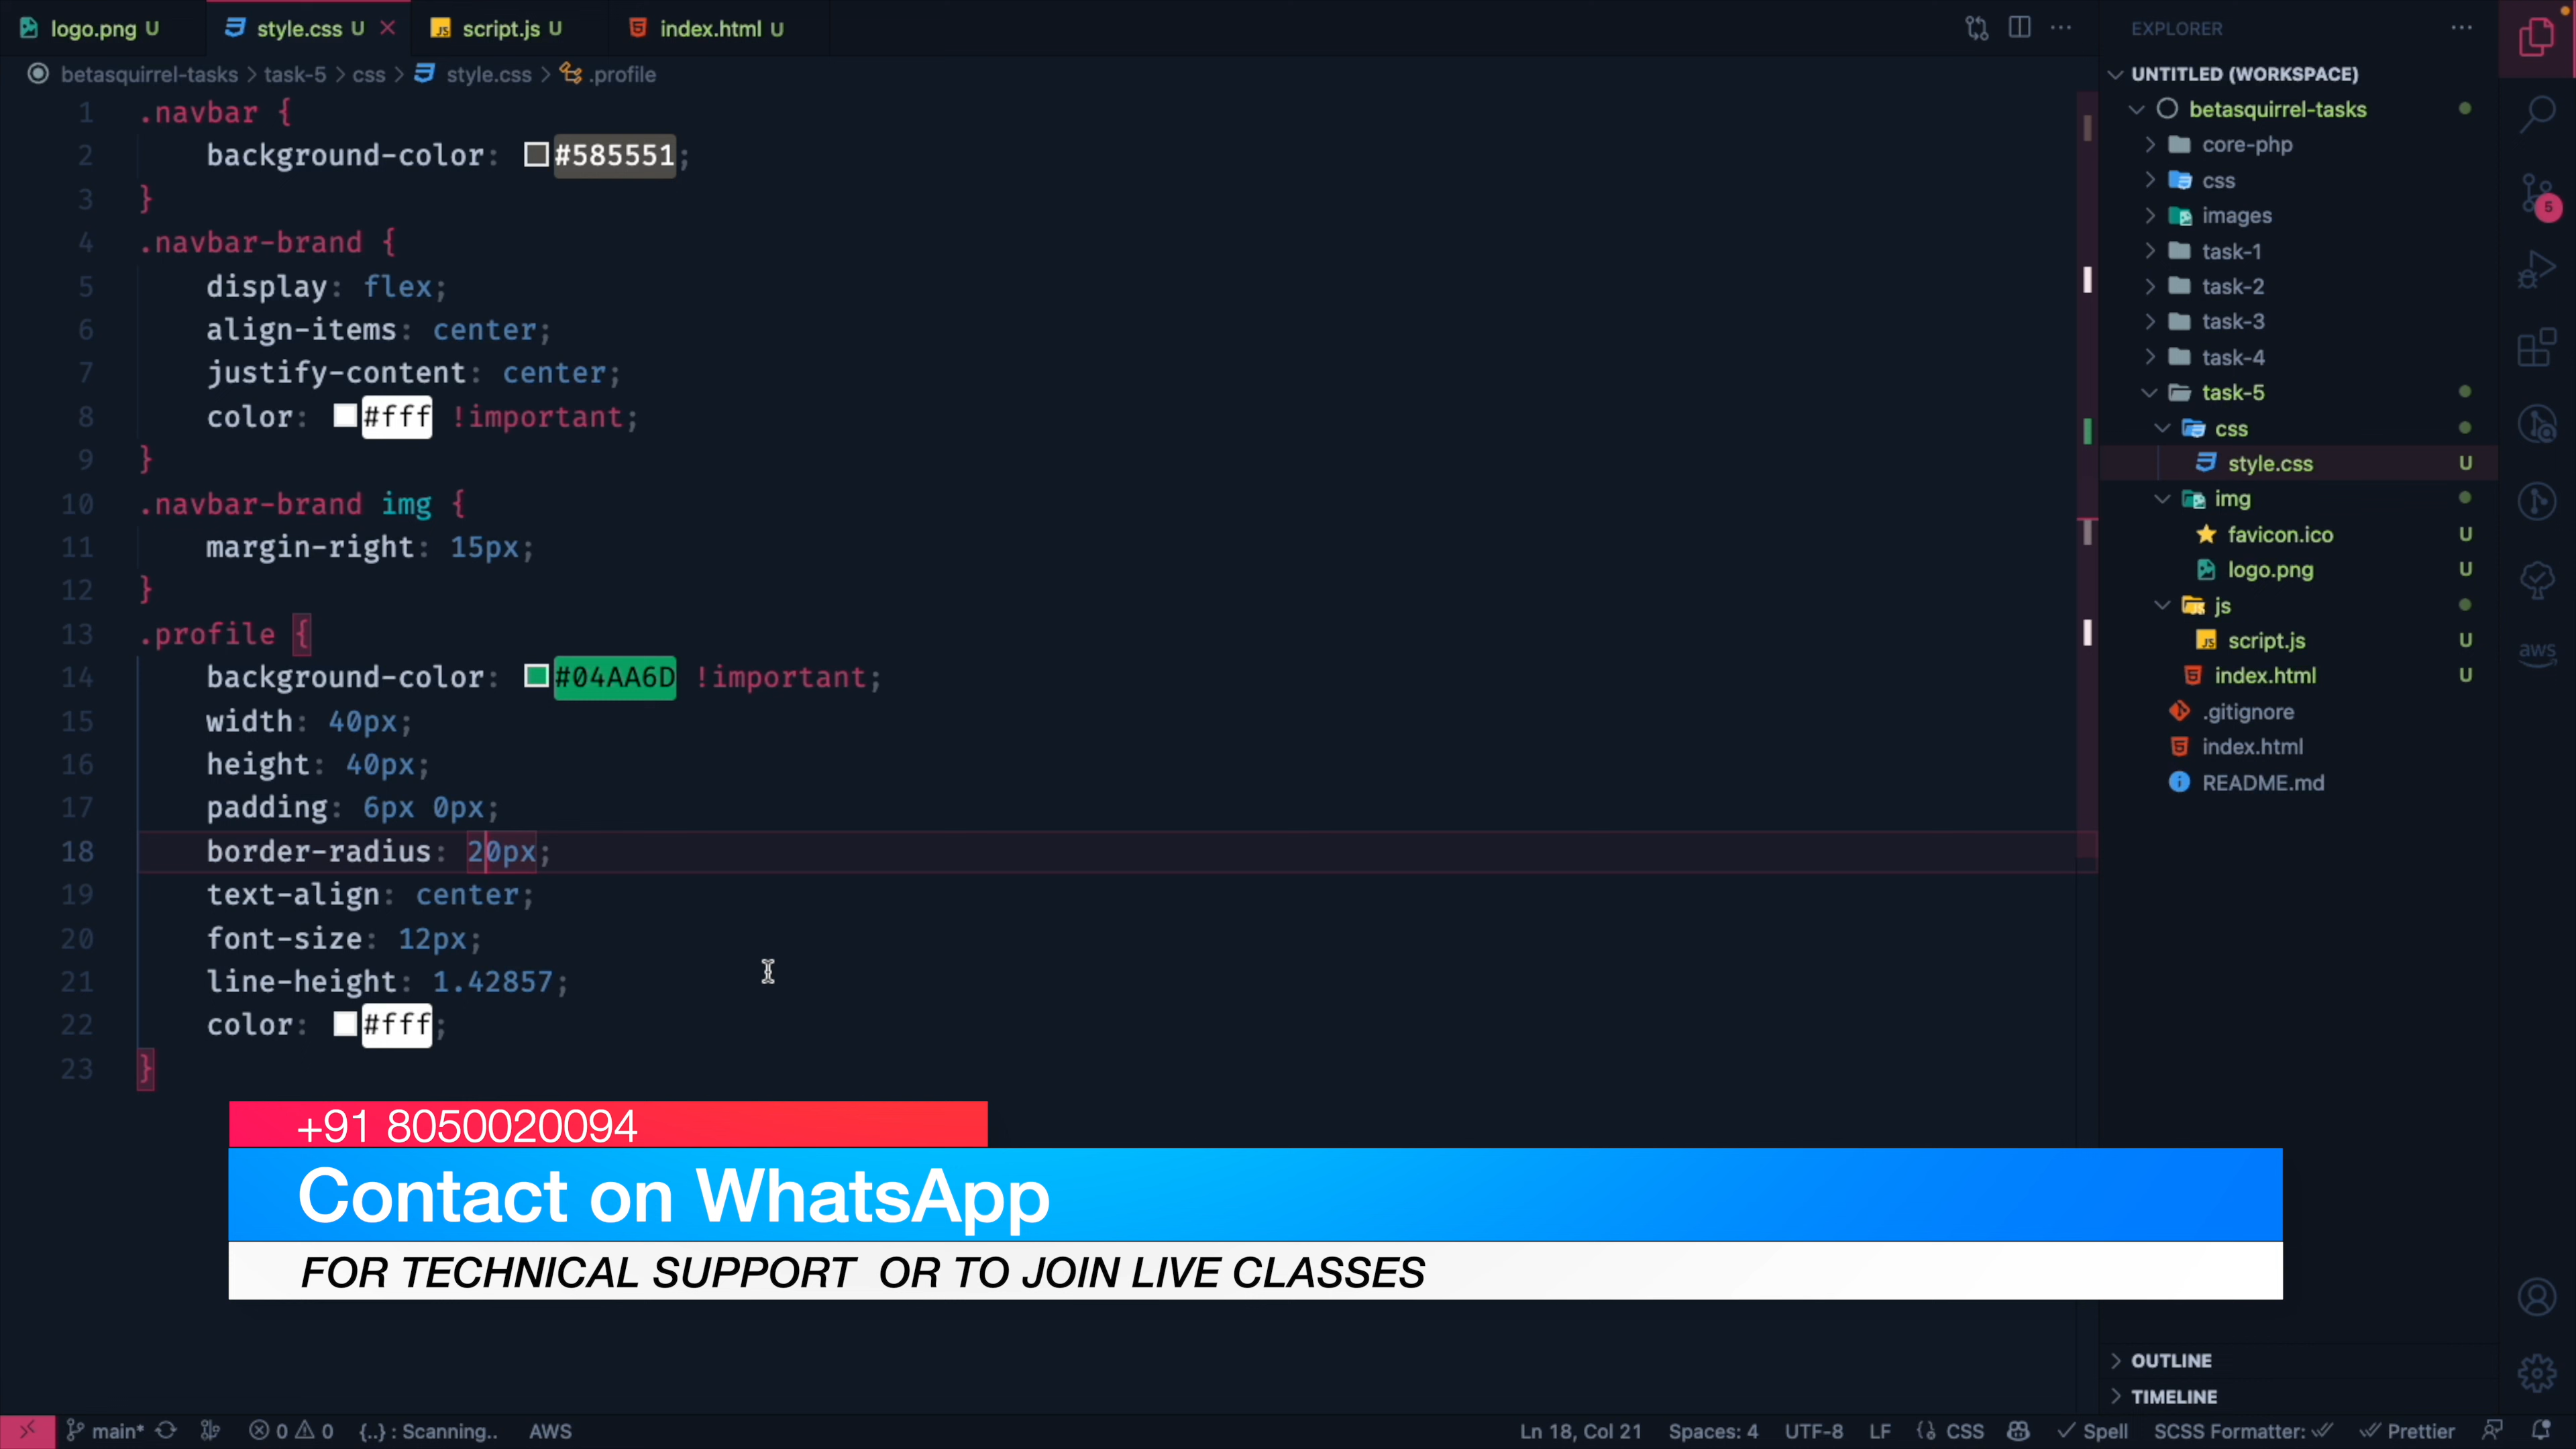 logo.png U
style.css U
script.js U
index.html U
betasquirrel-tasks > task-5 > css > style.css > .profile
1 .navbar {
2 background-color: #585551;
3 }
4 .navbar-brand {
5 display: flex;
6 align-items: center;
7 justify-content: center;
8 color: #fff !important;
9 }
10 .navbar-brand img {
11 margin-right: 15px;
12 }
13 .profile {
14 background-color: #04AA6D !important;
15 width: 40px;
16 height: 40px;
17 padding: 6px 0px;
18 border-radius: 20px;
19 text-align: center;
20 font-size: 12px;
21 line-height: 1.42857;
22 color: #fff;
23 }
+91 8050020094
Contact on WhatsApp
FOR TECHNICAL SUPPORT OR TO JOIN LIVE CLASSES
EXPLORER
UNTITLED (WORKSPACE)
betasquirrel-tasks
core-php
css
images
task-1
task-2
task-3
task-4
task-5
css
style.css U
img
favicon.ico U
logo.png U
js
script.js U
index.html U
.gitignore
index.html
README.md
OUTLINE
TIMELINE
5
aws
main* 0 0 {..} : Scanning.. AWS
Ln 18, Col 21 Spaces: 4 UTF-8 LF CSS Spell SCSS Formatter: Prettier